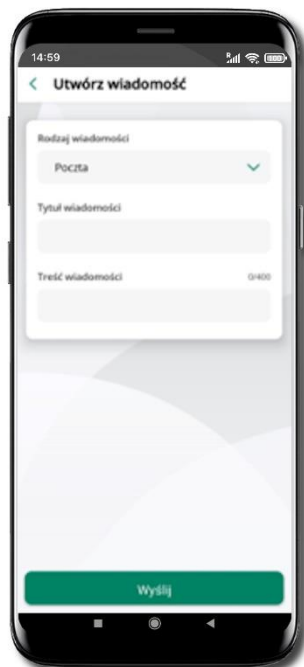 14:59
Utwórz wiadomość
Rodzaj wiadomości
Poczta
Tytuł wiadomości
Treść wiadomości 0/400
Wyślij